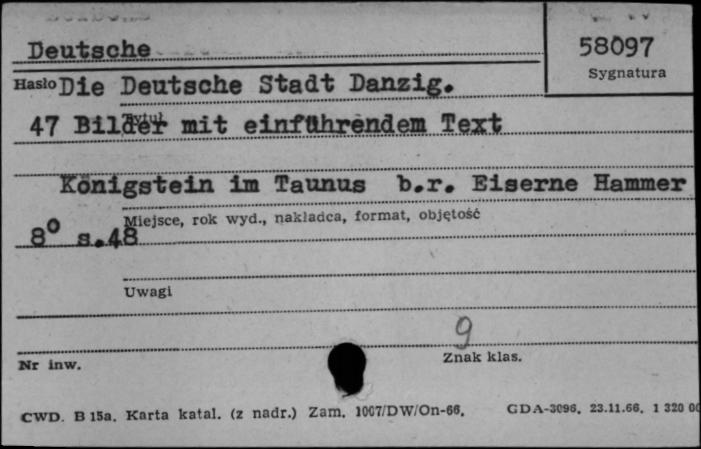 Deutsche
58097
Sygnatura
Hasło Die Deutsche Stadt Danzig.
Tytuł
47 Bilder mit einführendem Text
Königstein im Taunus b.r. Eiserne Hammer
Miejsce, rok wyd., nakładca, format, objętość
8° s.48
Uwagi
9
Nr inw.
Znak klas.
CWD. B 15a. Karta katal. (z nadr.) Zam. 1007/DW/On-66. GDA-3096. 23.11.66. 1 320 00